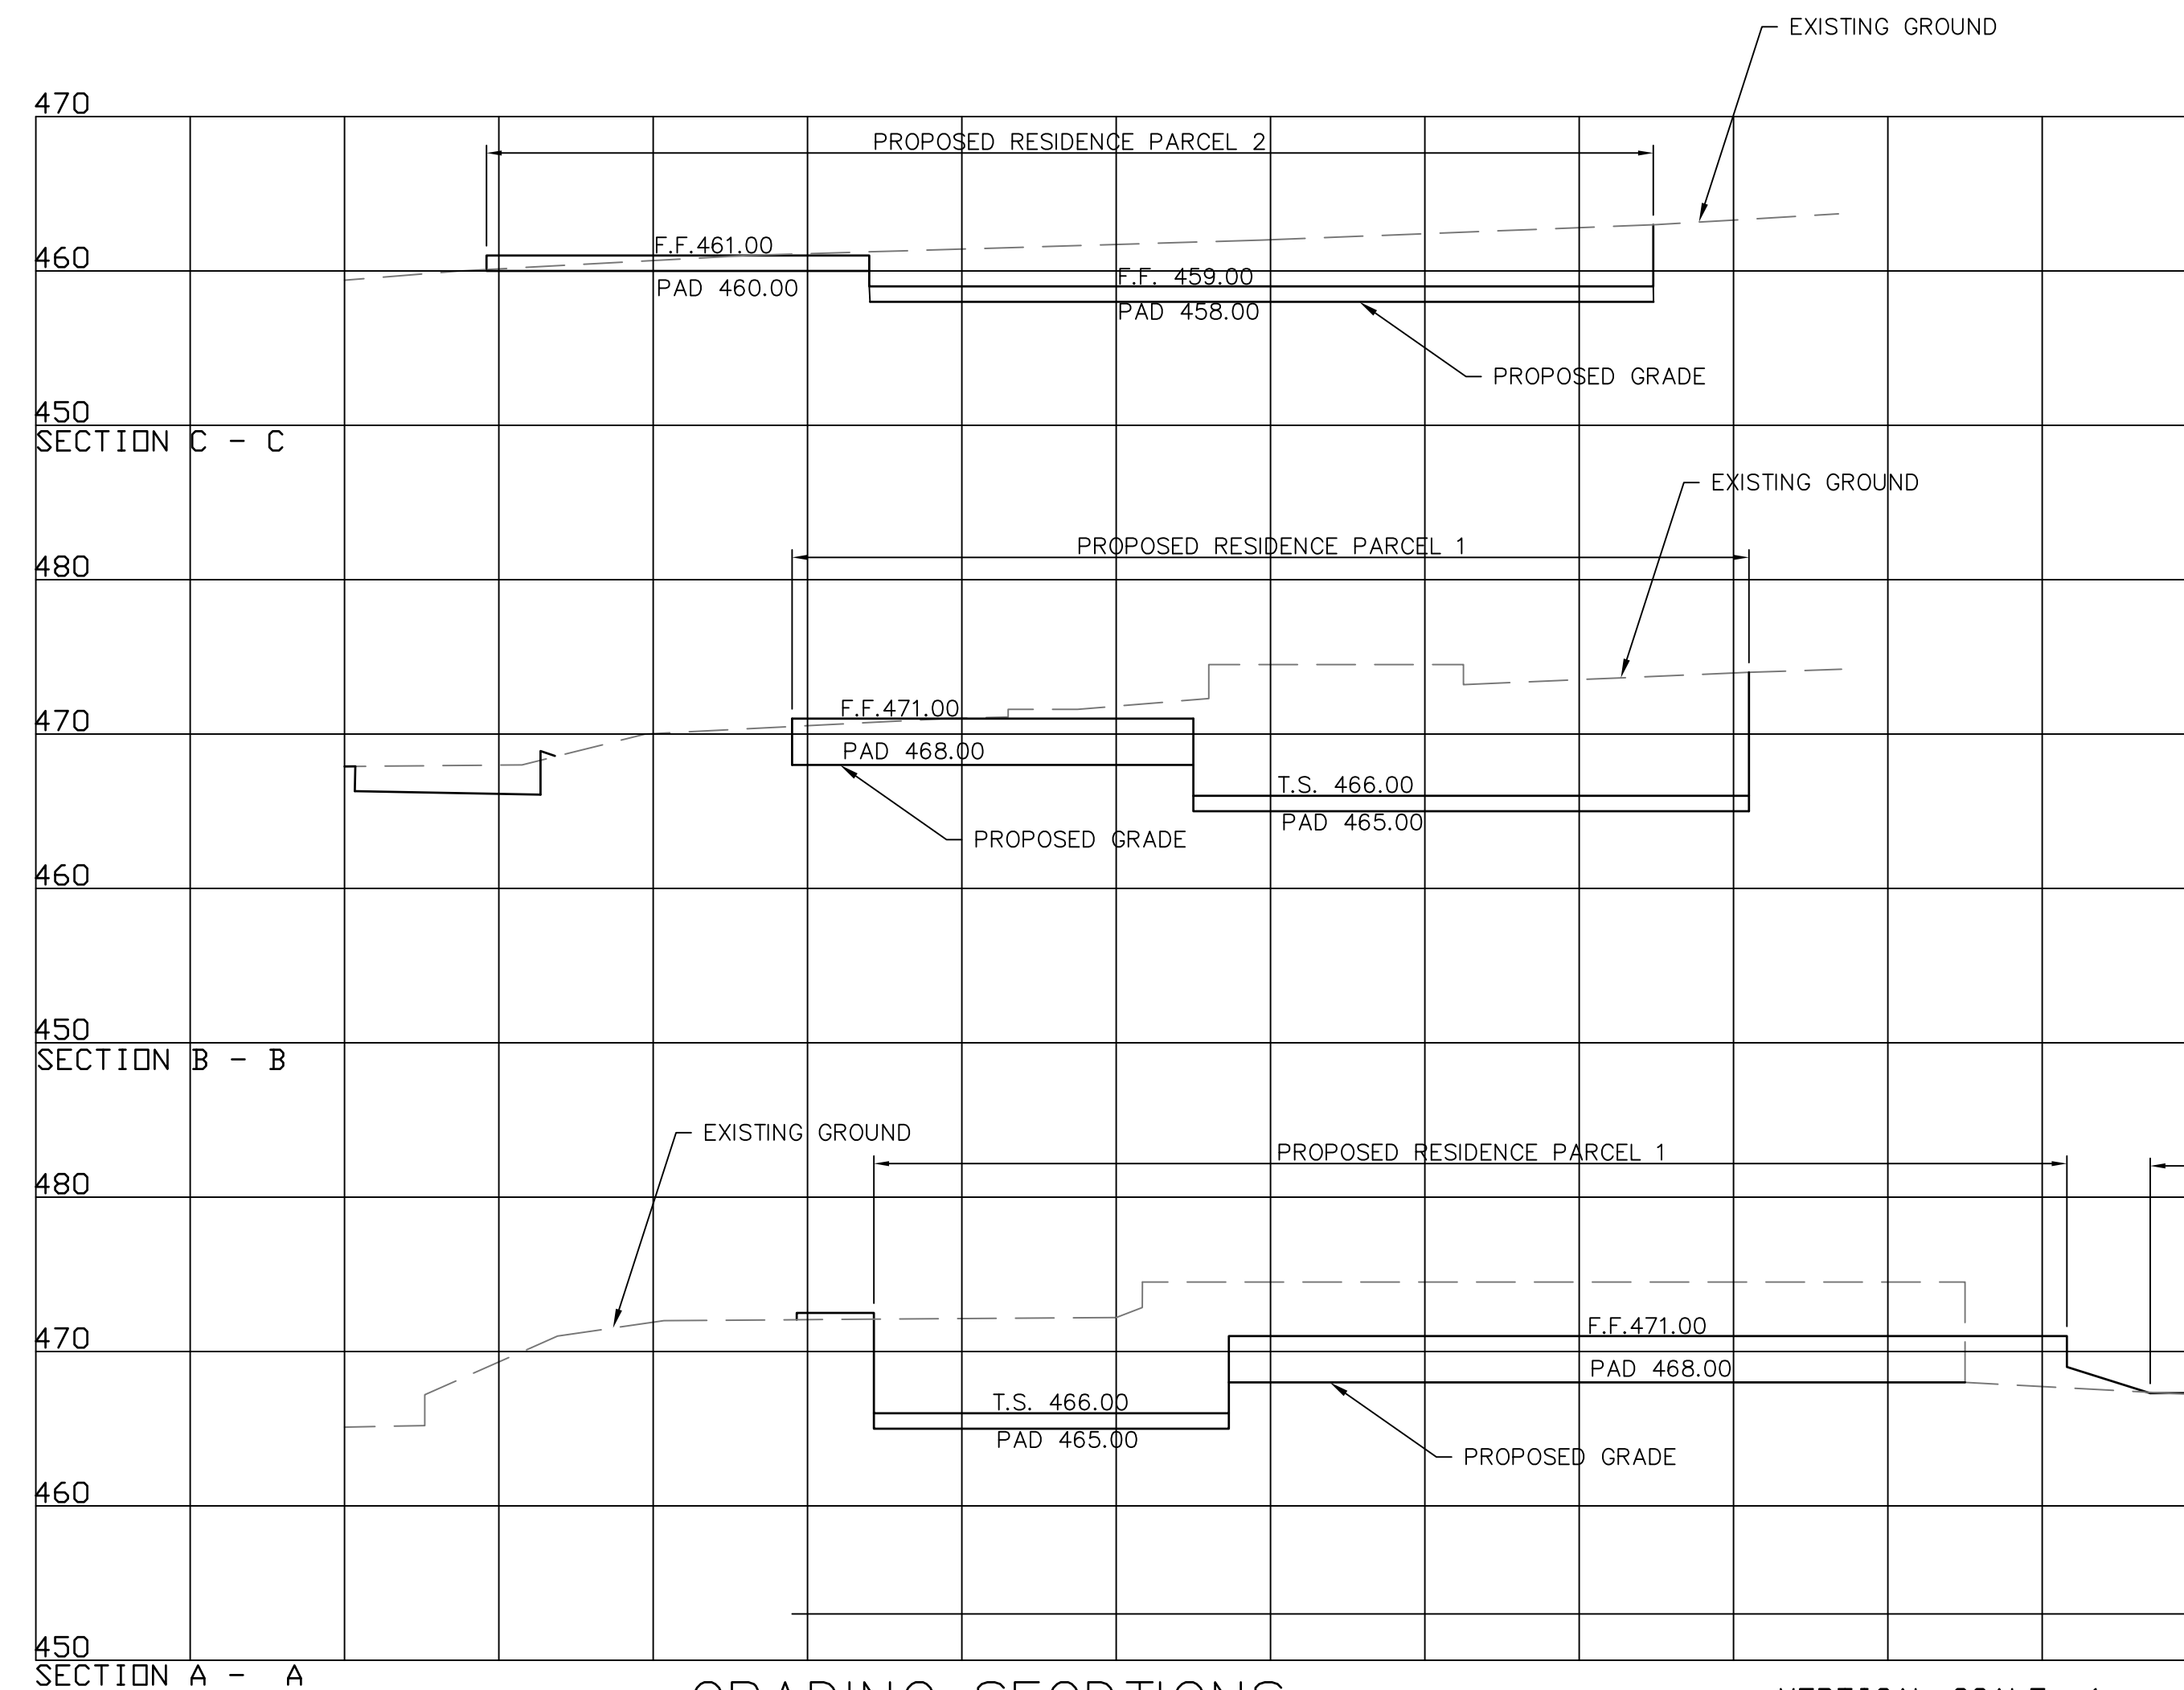 EXISTING GROUND
470
PROPOSED RESIDENCE PARCEL 2
F.F.461.00
460
F.F. 459.00
PAD 460.00
PAD 458.00
PROPOSED GRADE
450
SECTION C - C
EXISTING GROUND
PROPOSED RESIDENCE PARCEL 1
480
F.F.471.00
470
PAD 468.00
T.S. 466.00
PAD 465.00
PROPOSED GRADE
460
450
SECTION B - B
EXISTING GROUND
PROPOSED RESIDENCE PARCEL 1
480
F.F.471.00
470
PAD 468.00
T.S. 466.00
PAD 465.00
PROPOSED GRADE
460
450
SECTION A - A